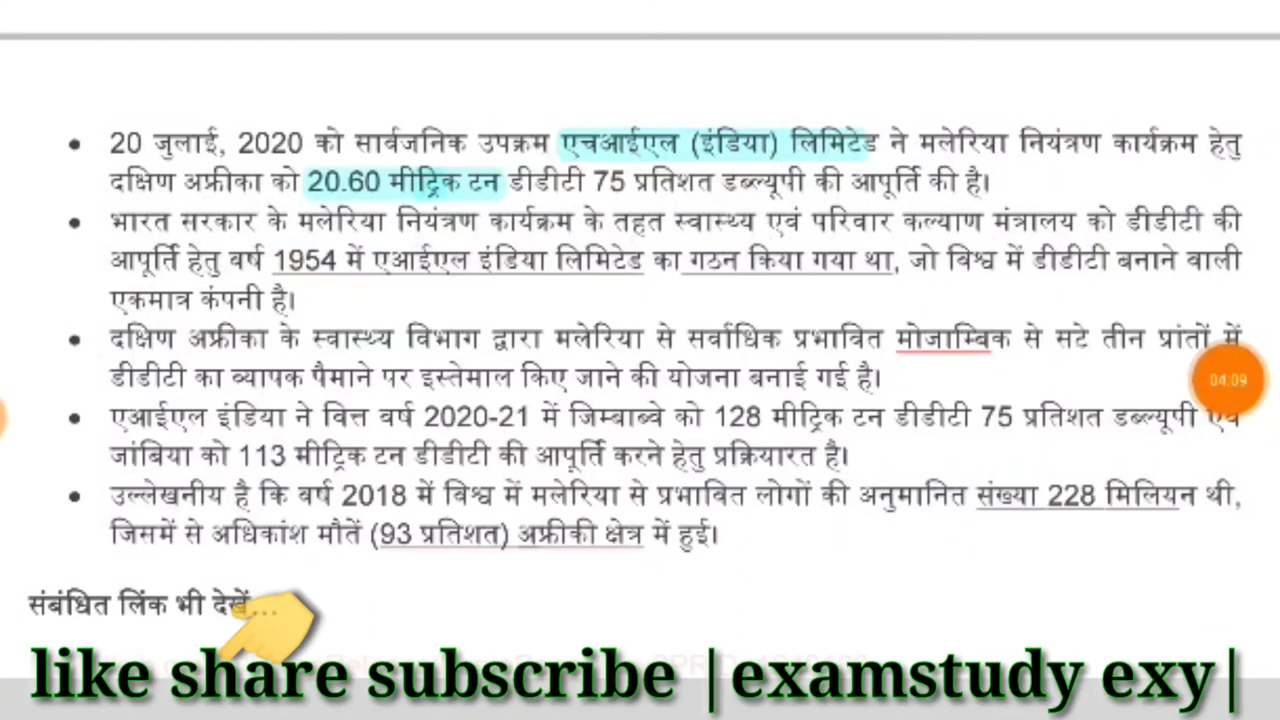 • 20 जुलाई, 2020 को सार्वजनिक उपक्रम एचआईएल (इंडिया) लिमिटेड ने मलेरिया नियंत्रण कार्यक्रम हेतु
दक्षिण अफ्रीका को 20.60 मीट्रिक टन डीडीटी 75 प्रतिशत डब्ल्यूपी की आपूर्ति की है।
• भारत सरकार के मलेरिया नियंत्रण कार्यक्रम के तहत स्वास्थ्य एवं परिवार कल्याण मंत्रालय को डीडीटी की
आपूर्ति हेतु वर्ष 1954 में एआईएल इंडिया लिमिटेड का गठन किया गया था, जो विश्व में डीडीटी बनाने वाली
एकमात्र कंपनी है।
• दक्षिण अफ्रीका के स्वास्थ्य विभाग द्वारा मलेरिया से सर्वाधिक प्रभावित मोजाम्बिक से सटे तीन प्रांतों में
डीडीटी का व्यापक पैमाने पर इस्तेमाल किए जाने की योजना बनाई गई है।
04:09
• एआईएल इंडिया ने वित्त वर्ष 2020-21 में जिम्बाब्वे को 128 मीट्रिक टन डीडीटी 75 प्रतिशत डब्ल्यूपी एवं
जांबिया को 113 मीट्रिक टन डीडीटी की आपूर्ति करने हेतु प्रक्रियारत है।
• उल्लेखनीय है कि वर्ष 2018 में विश्व में मलेरिया से प्रभावित लोगों की अनुमानित संख्या 228 मिलियन थी,
जिसमें से अधिकांश मौतें (93 प्रतिशत) अफ्रीकी क्षेत्र में हुई।
संबंधित लिंक भी देखें...
like share subscribe |examstudy exy|